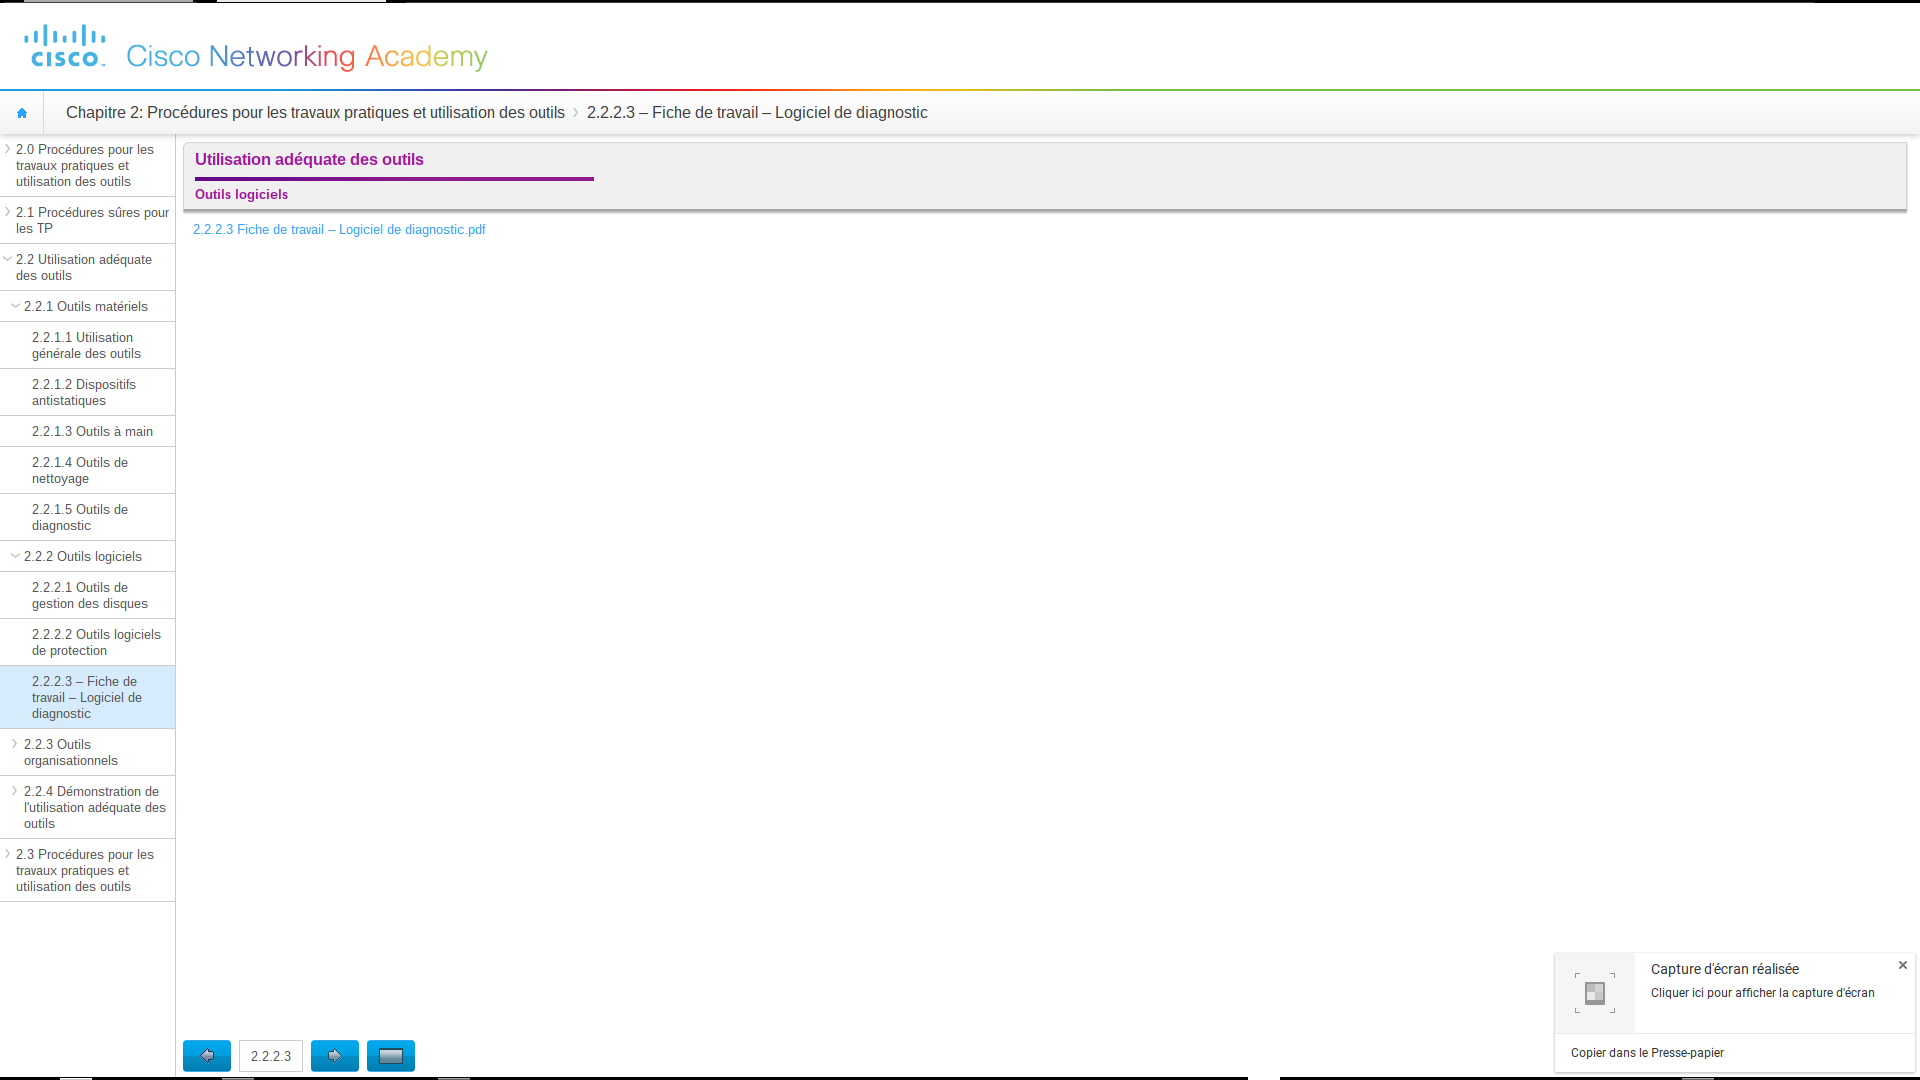 cisco
Cisco Networking Academy
Chapitre 2: Procédures pour les travaux pratiques et utilisation des outils 2.2.2.3 – Fiche de travail – Logiciel de diagnostic
2.0 Procédures pour les
travaux pratiques et
utilisation des outils
2.1 Procédures sûres pour
les TP
2.2 Utilisation adéquate
des outils
2.2.1 Outils matériels
2.2.1.1 Utilisation
générale des outils
2.2.1.2 Dispositifs
antistatiques
2.2.1.3 Outils à main
2.2.1.4 Outils de
nettoyage
2.2.1.5 Outils de
diagnostic
2.2.2 Outils logiciels
2.2.2.1 Outils de
gestion des disques
2.2.2.2 Outils logiciels
de protection
2.2.2.3 – Fiche de
travail – Logiciel de
diagnostic
2.2.3 Outils
organisationnels
2.2.4 Démonstration de
l'utilisation adéquate des
outils
2.3 Procédures pour les
travaux pratiques et
utilisation des outils
Utilisation adéquate des outils
Outils logiciels
2.2.2.3 Fiche de travail – Logiciel de diagnostic.pdf
2.2.2.3
Capture d'écran réalisée
Cliquer ici pour afficher la capture d'écran
Copier dans le Presse-papier